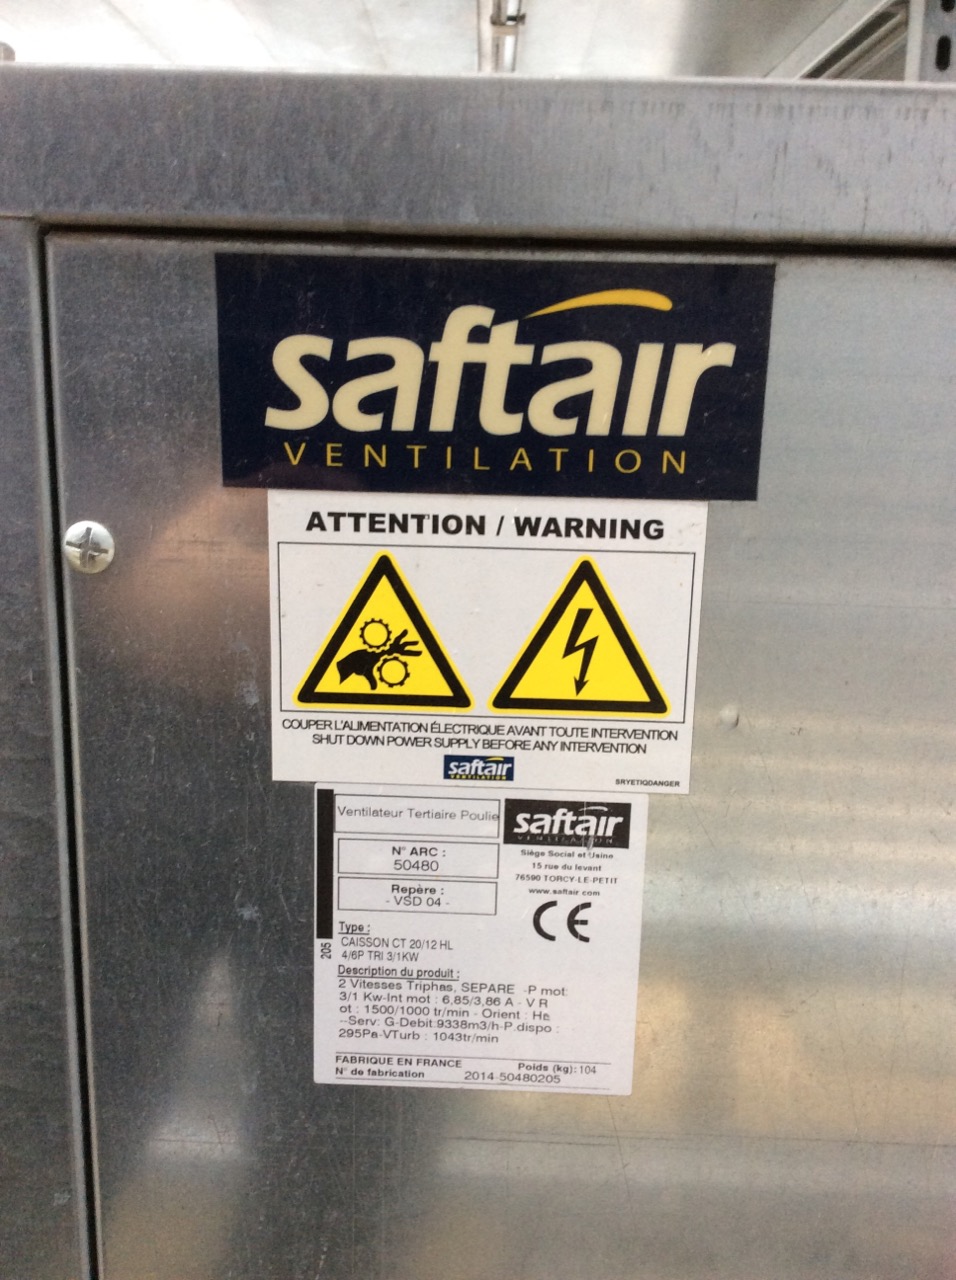 saftair
VENTILATION
ATTENTION / WARNING
COUPER L'ALIMENTATION ÉLECTRIQUE AVANT TOUTE INTERVENTION
SHUT DOWN POWER SUPPLY BEFORE ANY INTERVENTION
saftair
VENTILATION
SRYETIQDANGER
Ventilateur Tertiaire Poulie
saftair
VENTILATION
N° ARC :
50480
Siège Social et Usine
15 rue du levant
76590 TORCY-LE-PETIT
www.saftair.com
Repère :
- VSD 04 -
CE
205
Type :
CAISSON CT 20/12 HL
4/6P TRI 3/1KW
Description du produit :
2 Vitesses Triphas, SEPARE -P mot:
3/1 Kw-Int mot : 6,85/3,86 A - V R
ot : 1500/1000 tr/min - Orient : He
--Serv: G-Debit:9338m3/h-P.dispo :
295Pa-VTurb : 1043tr/min
FABRIQUE EN FRANCE Poids (kg): 104
N° de fabrication 2014-50480205